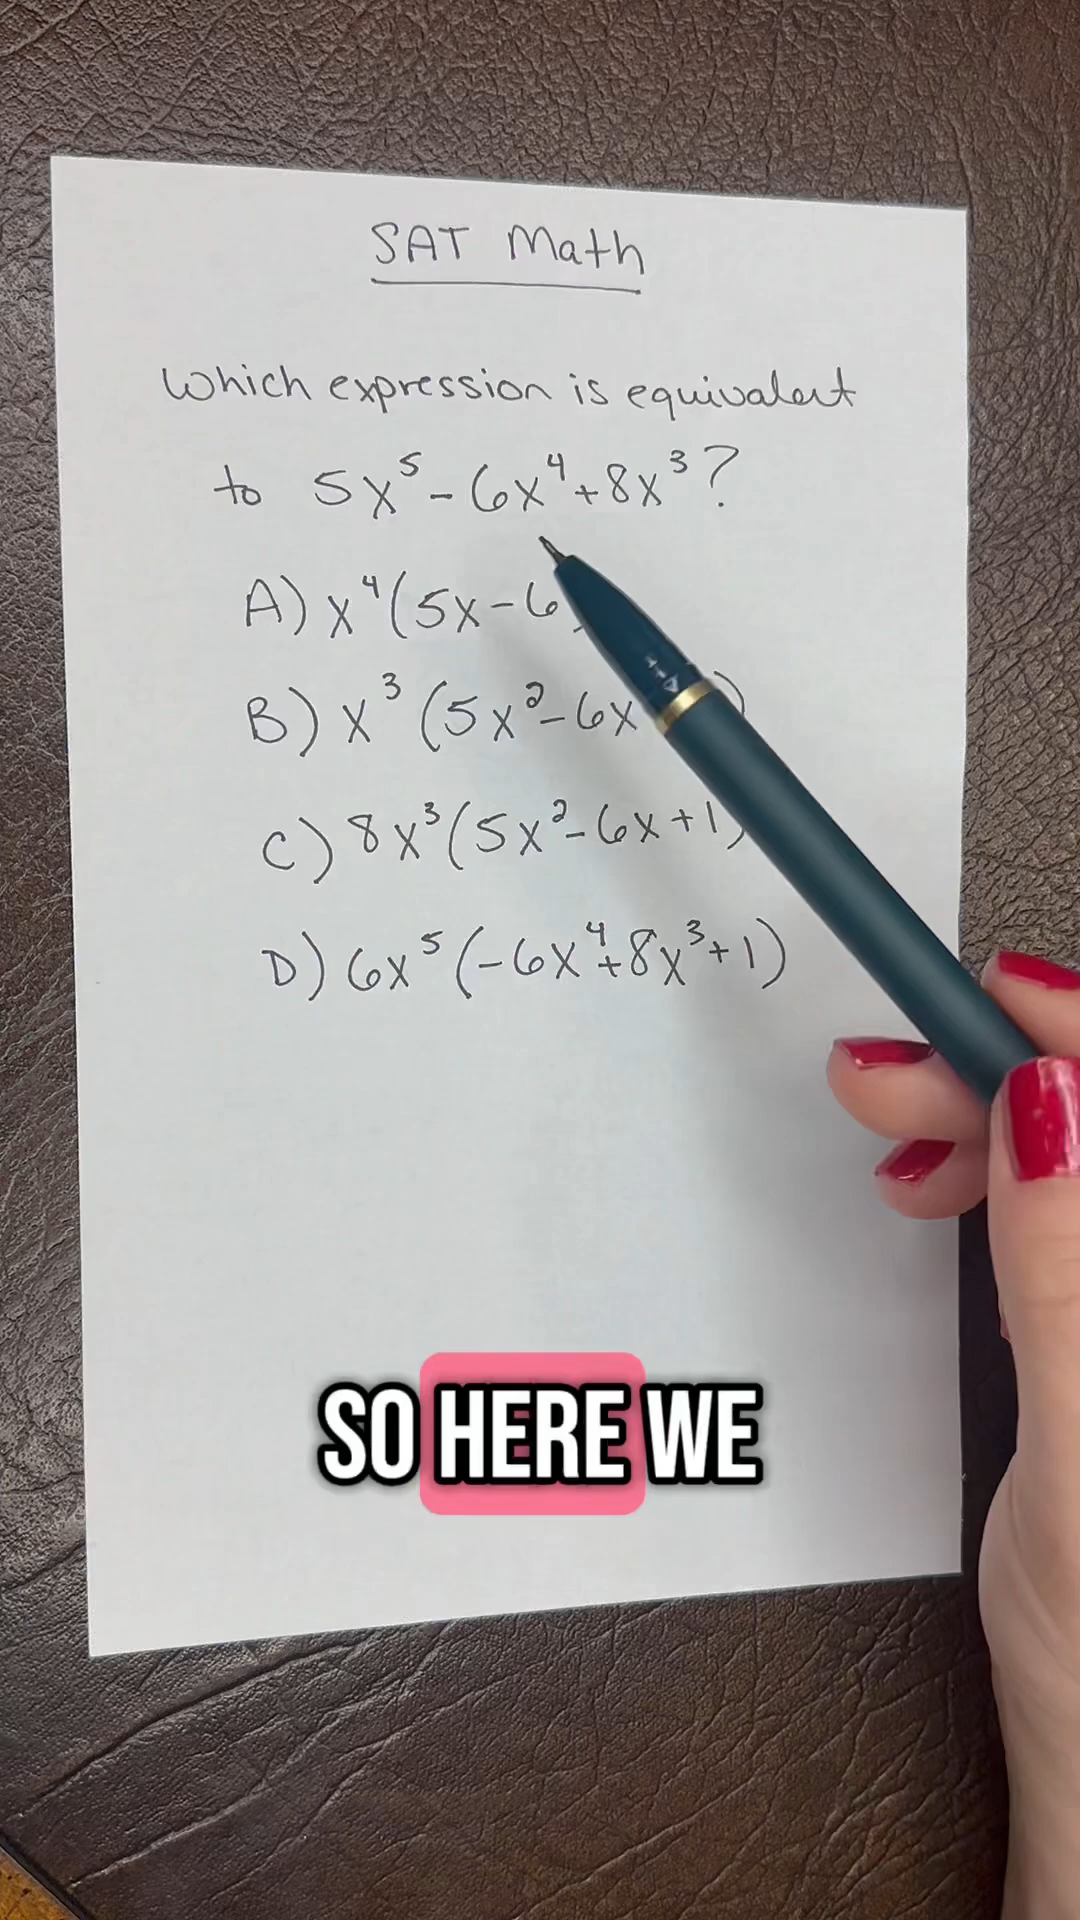 SAT Math
Which expression is equivalent
to 5x⁵ - 6x⁴ + 8x³?
A) x⁴(5x - 6
B) x³(5x² - 6x )
C) 8x³(5x² - 6x + 1)
D) 6x⁵(-6x⁴ + 8x³ + 1)
SO HERE WE